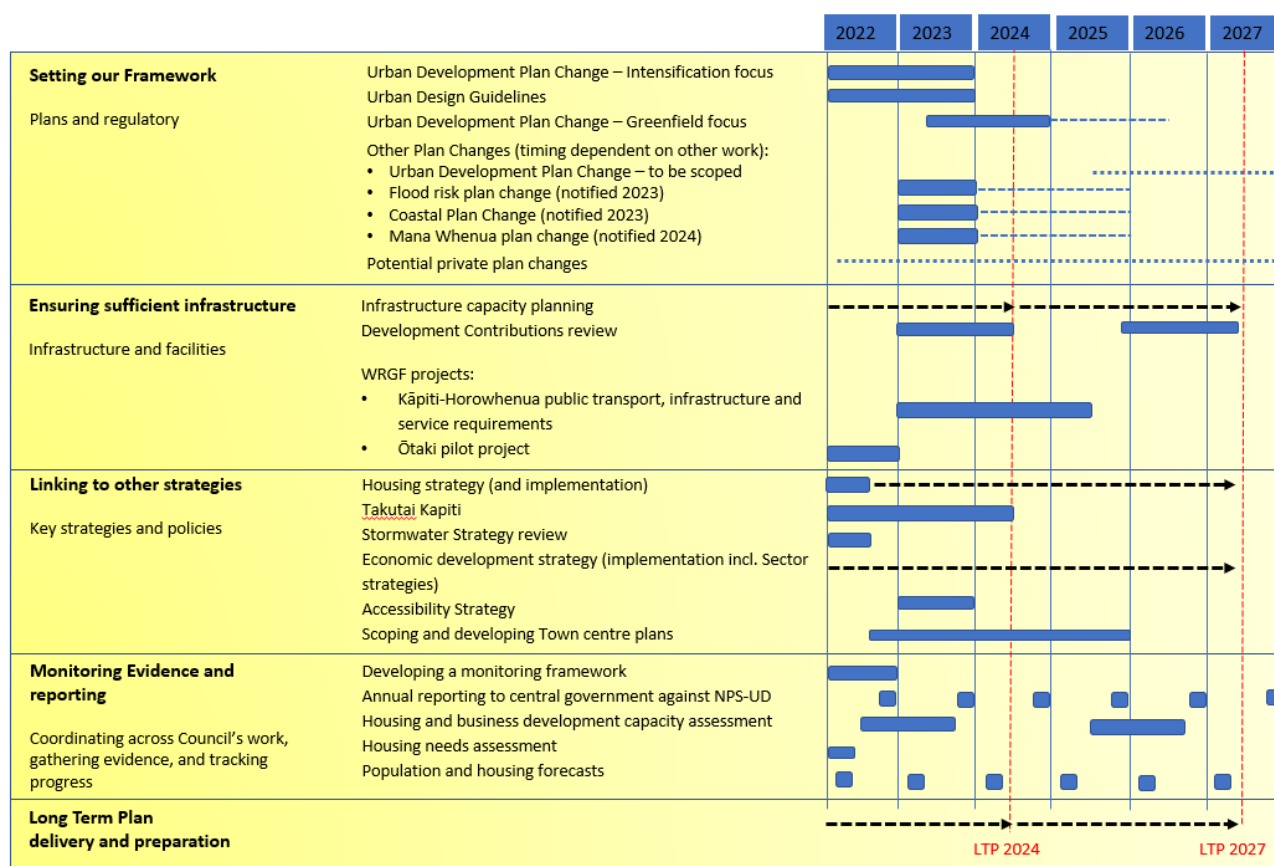 2022 2023 2024 2025 2026 2027
Setting our Framework
Plans and regulatory
Urban Development Plan Change – Intensification focus
Urban Design Guidelines
Urban Development Plan Change – Greenfield focus
Other Plan Changes (timing dependent on other work):
• Urban Development Plan Change – to be scoped
• Flood risk plan change (notified 2023)
• Coastal Plan Change (notified 2023)
• Mana Whenua plan change (notified 2024)
Potential private plan changes
Ensuring sufficient infrastructure
Infrastructure and facilities
Infrastructure capacity planning
Development Contributions review
WRGF projects:
• Kāpiti-Horowhenua public transport, infrastructure and
service requirements
• Ōtaki pilot project
Linking to other strategies
Key strategies and policies
Housing strategy (and implementation)
Takutai Kapiti
Stormwater Strategy review
Economic development strategy (implementation incl. Sector
strategies)
Accessibility Strategy
Scoping and developing Town centre plans
Monitoring Evidence and
reporting
Coordinating across Council's work,
gathering evidence, and tracking
progress
Developing a monitoring framework
Annual reporting to central government against NPS-UD
Housing and business development capacity assessment
Housing needs assessment
Population and housing forecasts
Long Term Plan
delivery and preparation
LTP 2024
LTP 2027